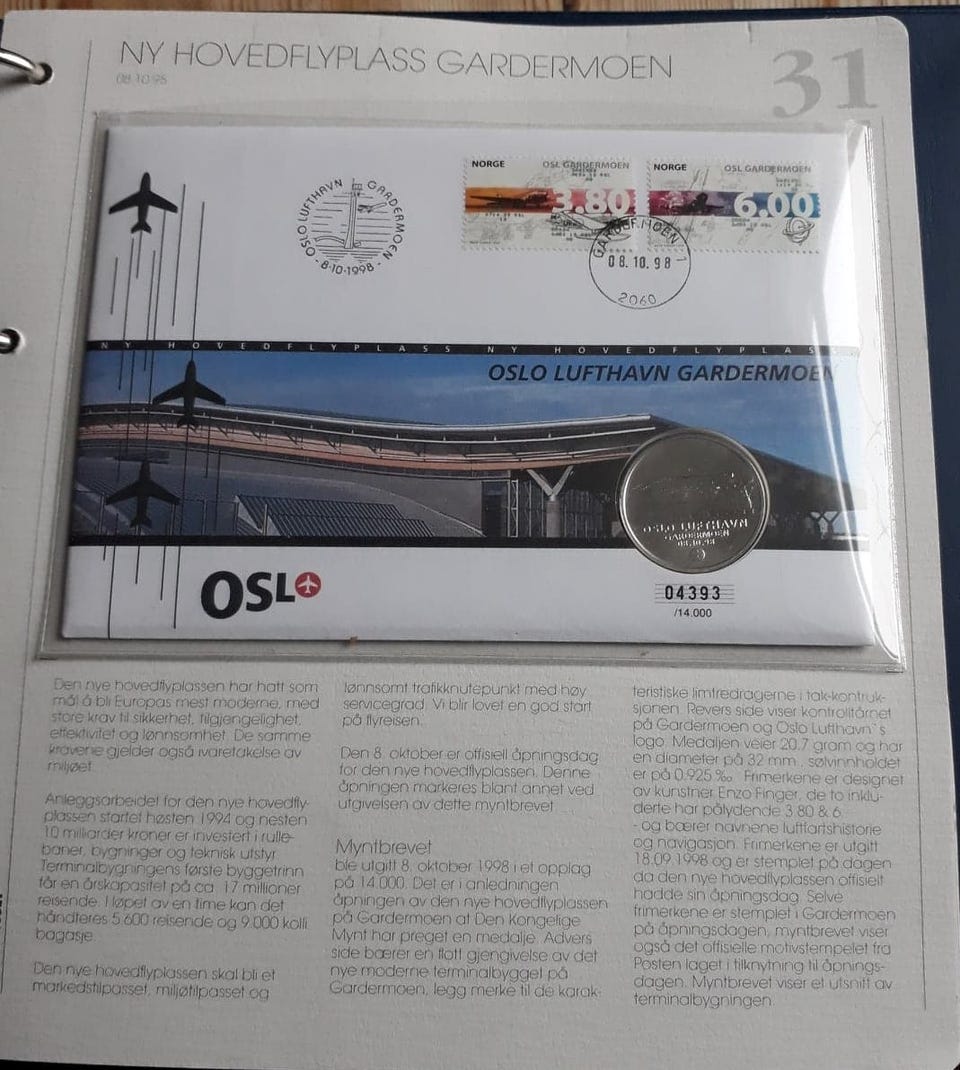 NY HOVEDFLYPLASS GARDERMOEN
31
08.10.98
OSLO LUFTHAVN GARDERMOEN
- 8·10·1998 -
NORGE OSL GARDERMOEN
3.80
NORGE OSL GARDERMOEN
6.00
GARDERMOEN 1
08.10.98
2060
NY HOVEDFLYPLASS NY HOVEDFLYPLASS
OSLO LUFTHAVN GARDERMOEN
OSLO LUFTHAVN
GARDERMOEN
08.10.98
OSL
04393
/14.000
Den nye hovedflyplassen har hatt som
mål å bli Europas mest moderne, med
store krav til sikkerhet, tilgjengelighet,
effektivitet og lønnsomhet. De samme
kravene gjelder også ivaretakelse av
miljøet.
Anleggsarbeidet for den nye hovedfly-
plassen startet høsten 1994 og nesten
10 milliarder kroner er investert i rulle-
baner, bygninger og teknisk utstyr.
Terminalbygningens første byggetrinn
får en årskapasitet på ca. 17 millioner
reisende. I løpet av en time kan det
håndteres 5.600 reisende og 9.000 kolli
bagasje.
Den nye hovedflyplassen skal bli et
markedstilpasset, miljøtilpasset og
lønnsomt trafikknutepunkt med høy
servicegrad. Vi blir lovet en god start
på flyreisen.
Den 8. oktober er offisiell åpningsdag
for den nye hovedflyplassen. Denne
åpningen markeres blant annet ved
utgivelsen av dette myntbrevet.
Myntbrevet
ble utgitt 8. oktober 1998 i et opplag
på 14.000. Det er i anledningen
åpningen av den nye hovedflyplassen
på Gardermoen at Den Kongelige
Mynt har preget en medalje. Advers
side bærer en flott gjengivelse av det
nye moderne terminalbygget på
Gardermoen, legg merke til de karak-
teristiske limtredragerne i tak-kontruk-
sjonen. Revers side viser kontrolltårnet
på Gardermoen og Oslo Lufthavn`s
logo. Medaljen veier 20.7 gram og har
en diameter på 32 mm., sølvinnholdet
er på 0.925 ‰. Frimerkene er designet
av kunstner Enzo Finger, de to inklu-
derte har pålydende 3.80 & 6.
- og bærer navnene luftfartshistorie
og navigasjon. Frimerkene er utgitt
18.09.1998 og er stemplet på dagen
da den nye hovedflyplassen offisielt
hadde sin åpningsdag. Selve
frimerkene er stemplet i Gardermoen
på åpningsdagen, myntbrevet viser
også det offisielle motivstempelet fra
Posten laget i tilknytning til åpnings-
dagen. Myntbrevet viser et utsnitt av
terminalbygningen.